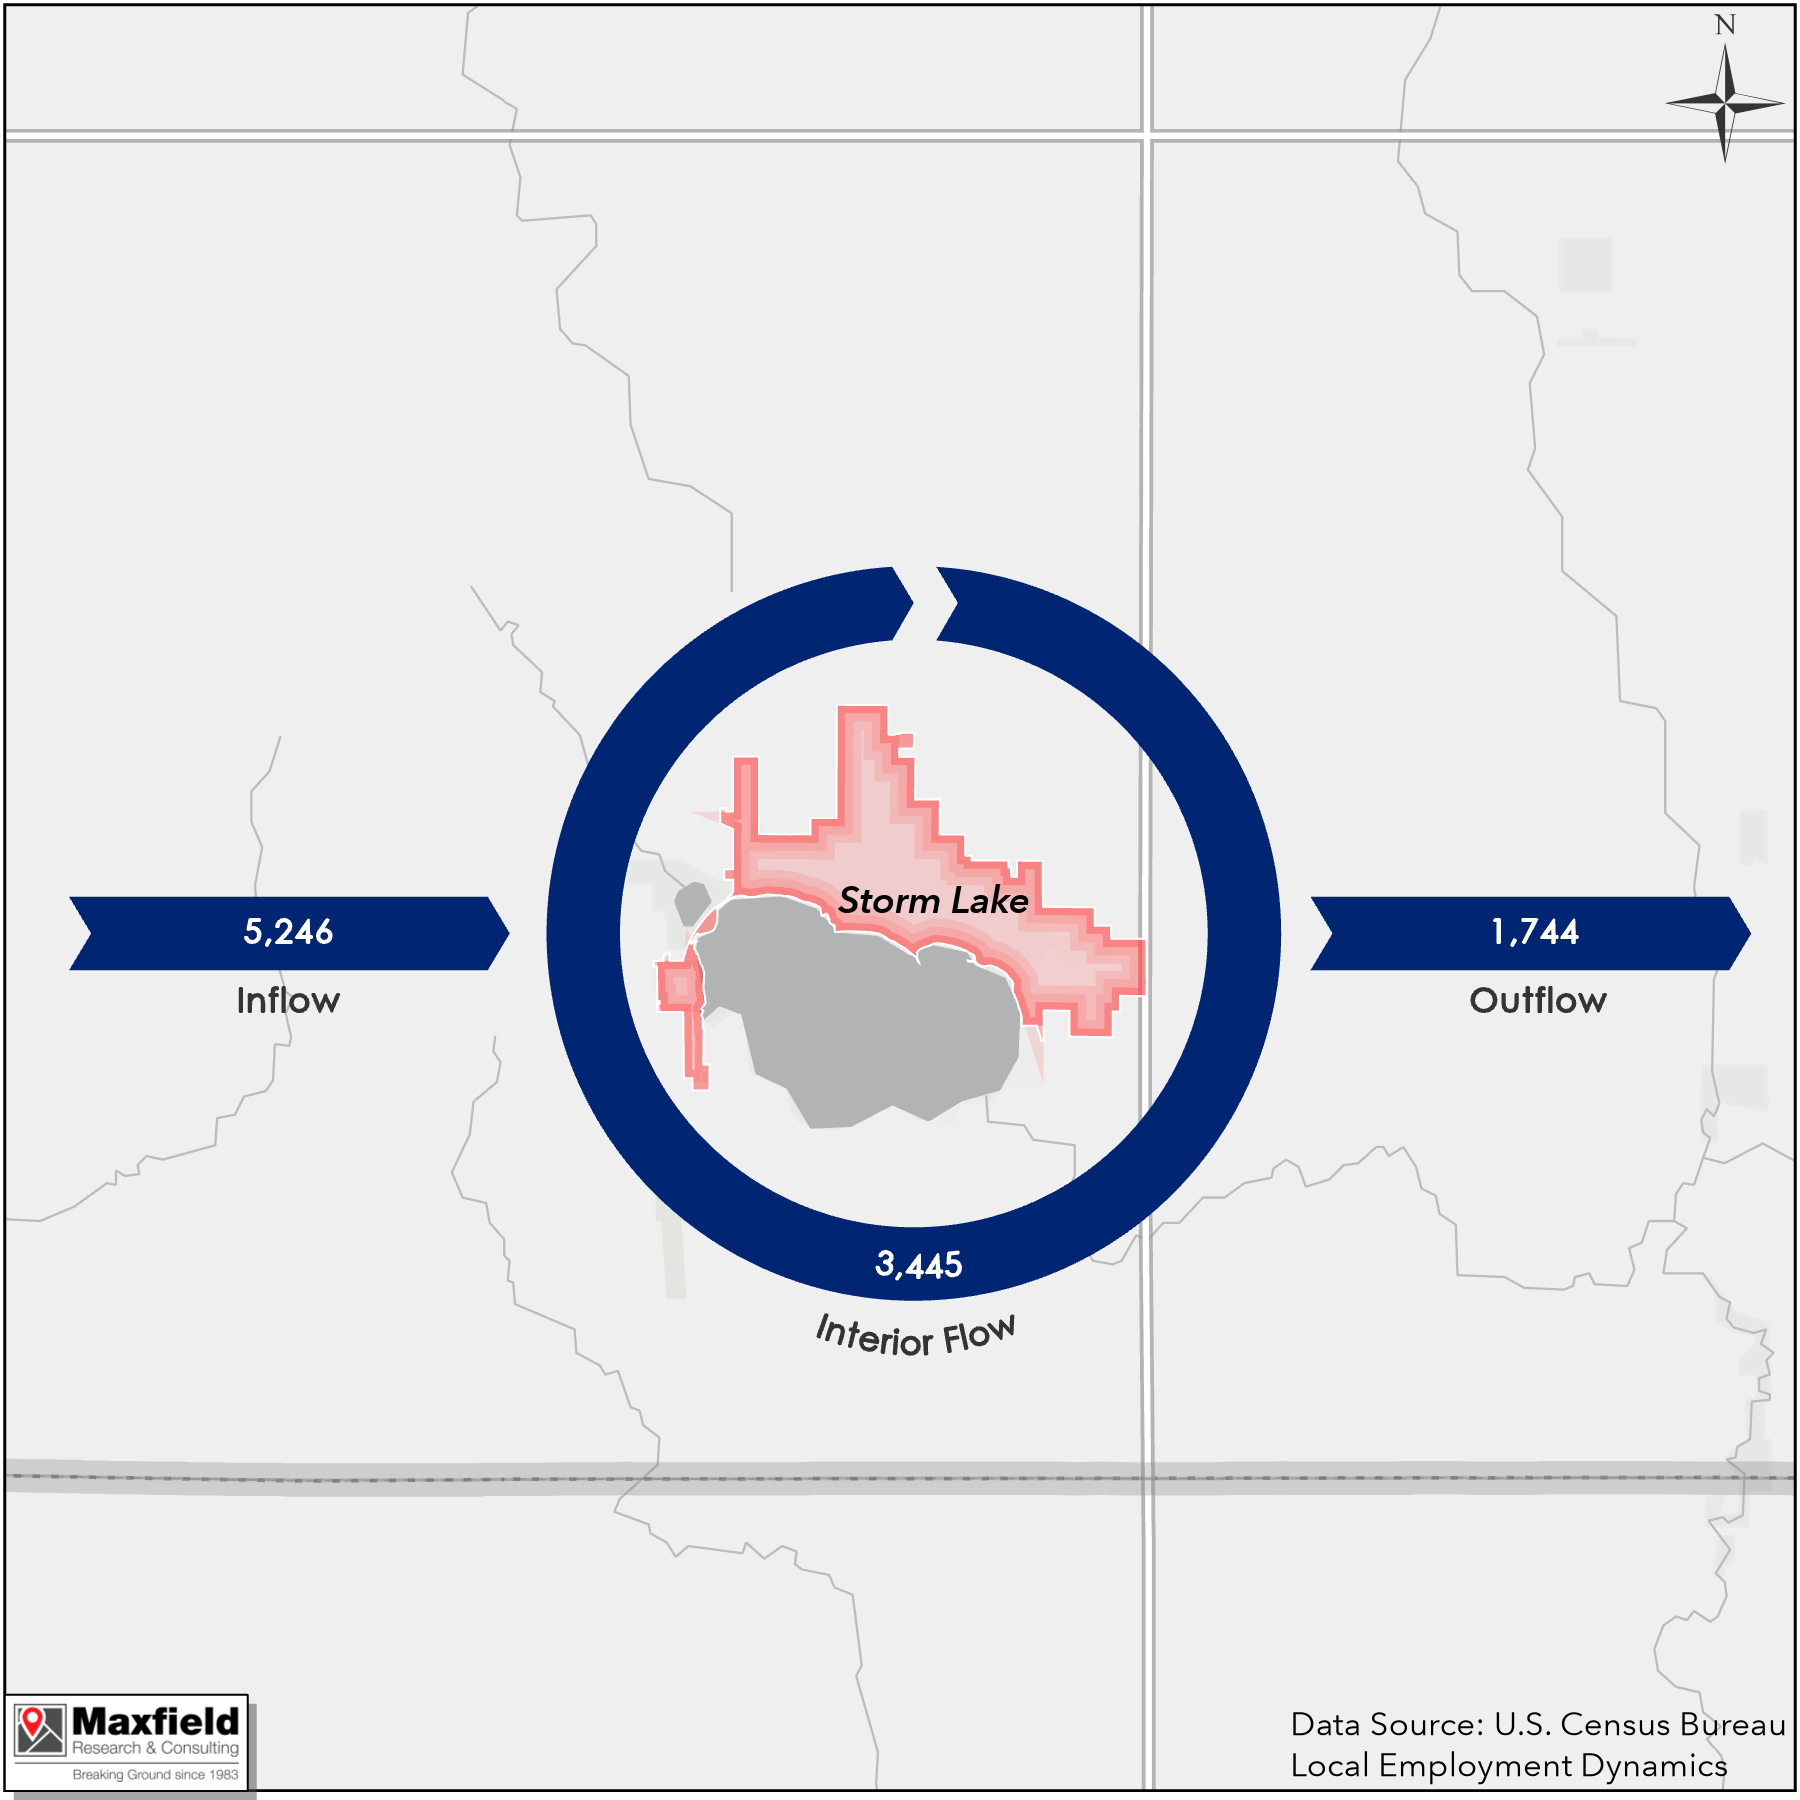 N
Storm Lake
5,246
Inflow
1,744
Outflow
3,445
Interior Flow
Maxfield
Research & Consulting
Breaking Ground since 1983
Data Source: U.S. Census Bureau
Local Employment Dynamics